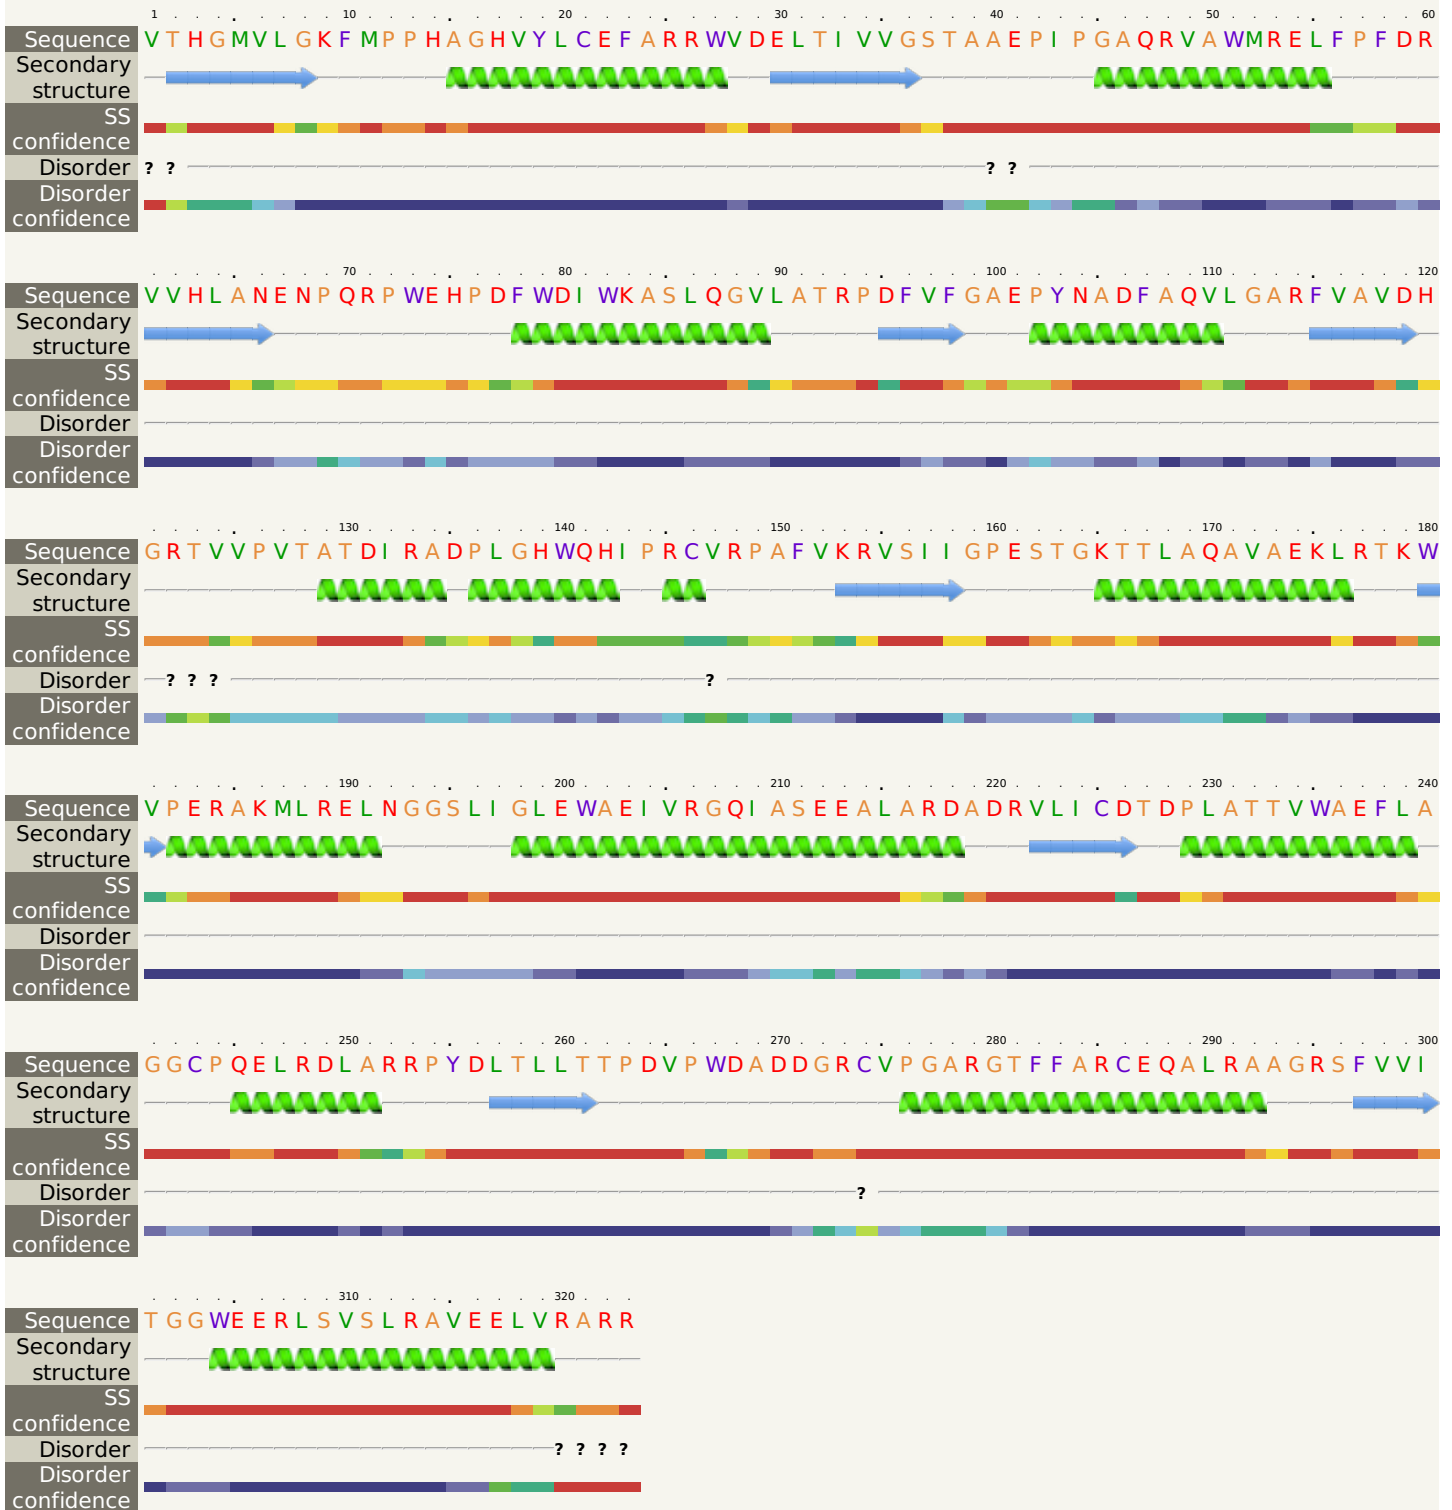 1 10 20 30 40 50 60
Sequence V T H G M V L G K F M P P H A G H V Y L C E F A R R W V D E L T I V V G S T A A E P I P G A Q R V A W M R E L F P F D R
Secondary
structure
SS
confidence
Disorder ? ? ? ?
Disorder
confidence
70 80 90 100 110 120
Sequence V V H L A N E N P Q R P W E H P D F W D I W K A S L Q G V L A T R P D F V F G A E P Y N A D F A Q V L G A R F V A V D H
Secondary
structure
SS
confidence
Disorder
Disorder
confidence
130 140 150 160 170 180
Sequence G R T V V P V T A T D I R A D P L G H W Q H I P R C V R P A F V K R V S I I G P E S T G K T T L A Q A V A E K L R T K W
Secondary
structure
SS
confidence
Disorder ? ? ? ?
Disorder
confidence
190 200 210 220 230 240
Sequence V P E R A K M L R E L N G G S L I G L E W A E I V R G Q I A S E E A L A R D A D R V L I C D T D P L A T T V W A E F L A
Secondary
structure
SS
confidence
Disorder
Disorder
confidence
250 260 270 280 290 300
Sequence G G C P Q E L R D L A R R P Y D L T L L T T P D V P W D A D D G R C V P G A R G T F F A R C E Q A L R A A G R S F V V I
Secondary
structure
SS
confidence
Disorder ?
Disorder
confidence
310 320
Sequence T G G W E E R L S V S L R A V E E L V R A R R
Secondary
structure
SS
confidence
Disorder ? ? ? ?
Disorder
confidence